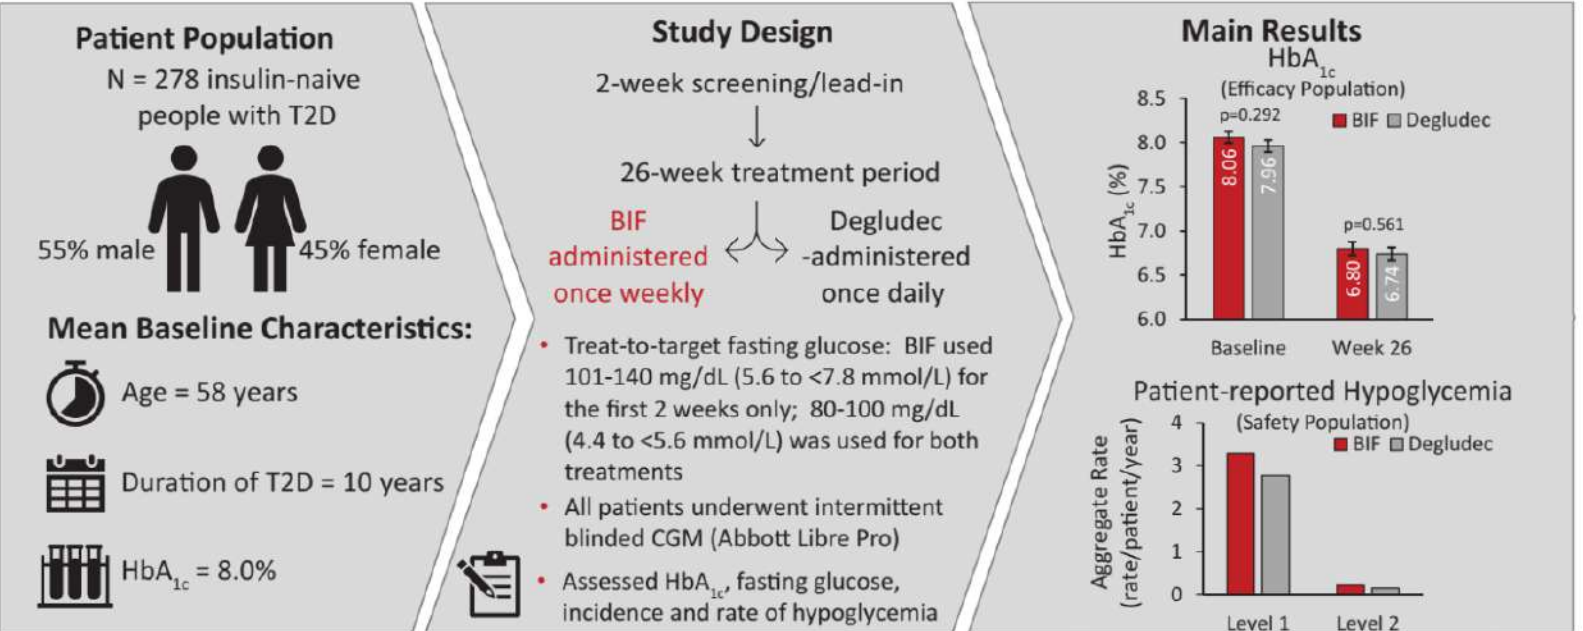 Patient Population
N = 278 insulin-naive
people with T2D
55% male
45% female
Mean Baseline Characteristics:
Age = 58 years
Duration of T2D = 10 years
HbA1c = 8.0%
Study Design
2-week screening/lead-in
26-week treatment period
BIF
administered
once weekly
Degludec
-administered
once daily
• Treat-to-target fasting glucose: BIF used
101-140 mg/dL (5.6 to <7.8 mmol/L) for
the first 2 weeks only; 80-100 mg/dL
(4.4 to <5.6 mmol/L) was used for both
treatments
• All patients underwent intermittent
blinded CGM (Abbott Libre Pro)
• Assessed HbA1c, fasting glucose,
incidence and rate of hypoglycemia
Main Results
HbA1c
(Efficacy Population)
BIF Degludec
HbA1c (%)
8.5
8.0
7.5
7.0
6.5
6.0
p=0.292
8.06
7.96
p=0.561
6.80
6.74
Baseline Week 26
Patient-reported Hypoglycemia
(Safety Population)
BIF Degludec
Aggregate Rate
(rate/patient/year)
4
3
2
1
0
Level 1 Level 2